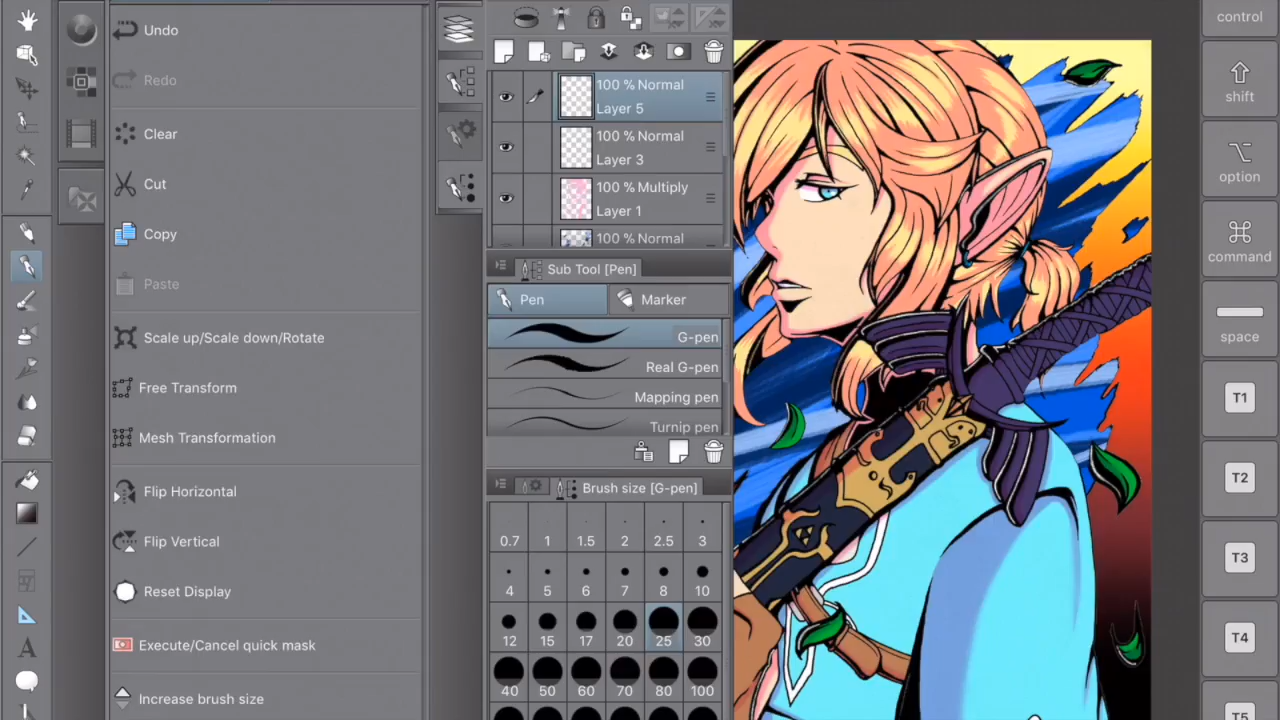 Undo
Redo
Clear
Cut
Copy
Paste
Scale up/Scale down/Rotate
Free Transform
Mesh Transformation
Flip Horizontal
Flip Vertical
Reset Display
Execute/Cancel quick mask
Increase brush size
100 % Normal
Layer 5
100 % Normal
Layer 3
100 % Multiply
Layer 1
100 % Normal
Sub Tool [Pen]
Pen
Marker
G-pen
Real G-pen
Mapping pen
Turnip pen
Brush size [G-pen]
0.7 1 1.5 2 2.5 3
4 5 6 7 8 10
12 15 17 20 25 30
40 50 60 70 80 100
control
shift
option
command
space
T1
T2
T3
T4
T5